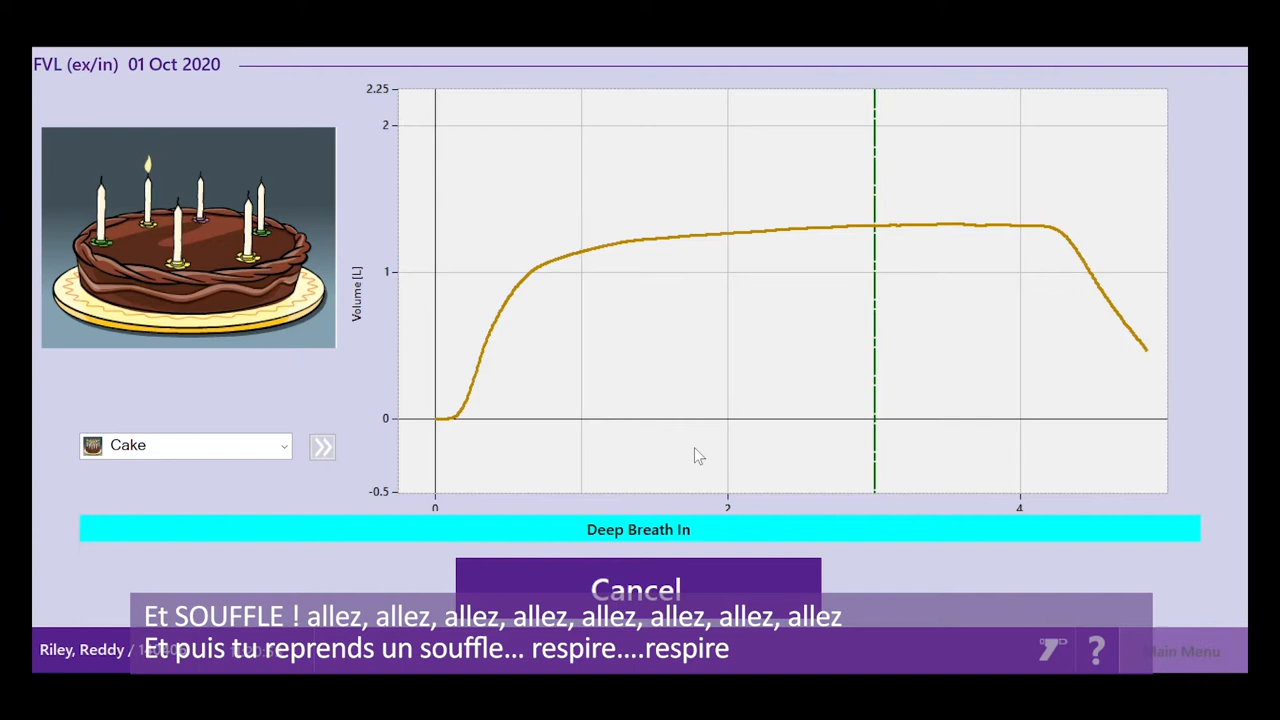 FVL (ex/in) 01 Oct 2020
2.25
2
1
0
-0.5
Volume [L]
0 2 4
Cake
Deep Breath In
Cancel
Et SOUFFLE ! allez, allez, allez, allez, allez, allez, allez, allez
Et puis tu reprends un souffle... respire....respire
Riley, Reddy /
?
Main Menu